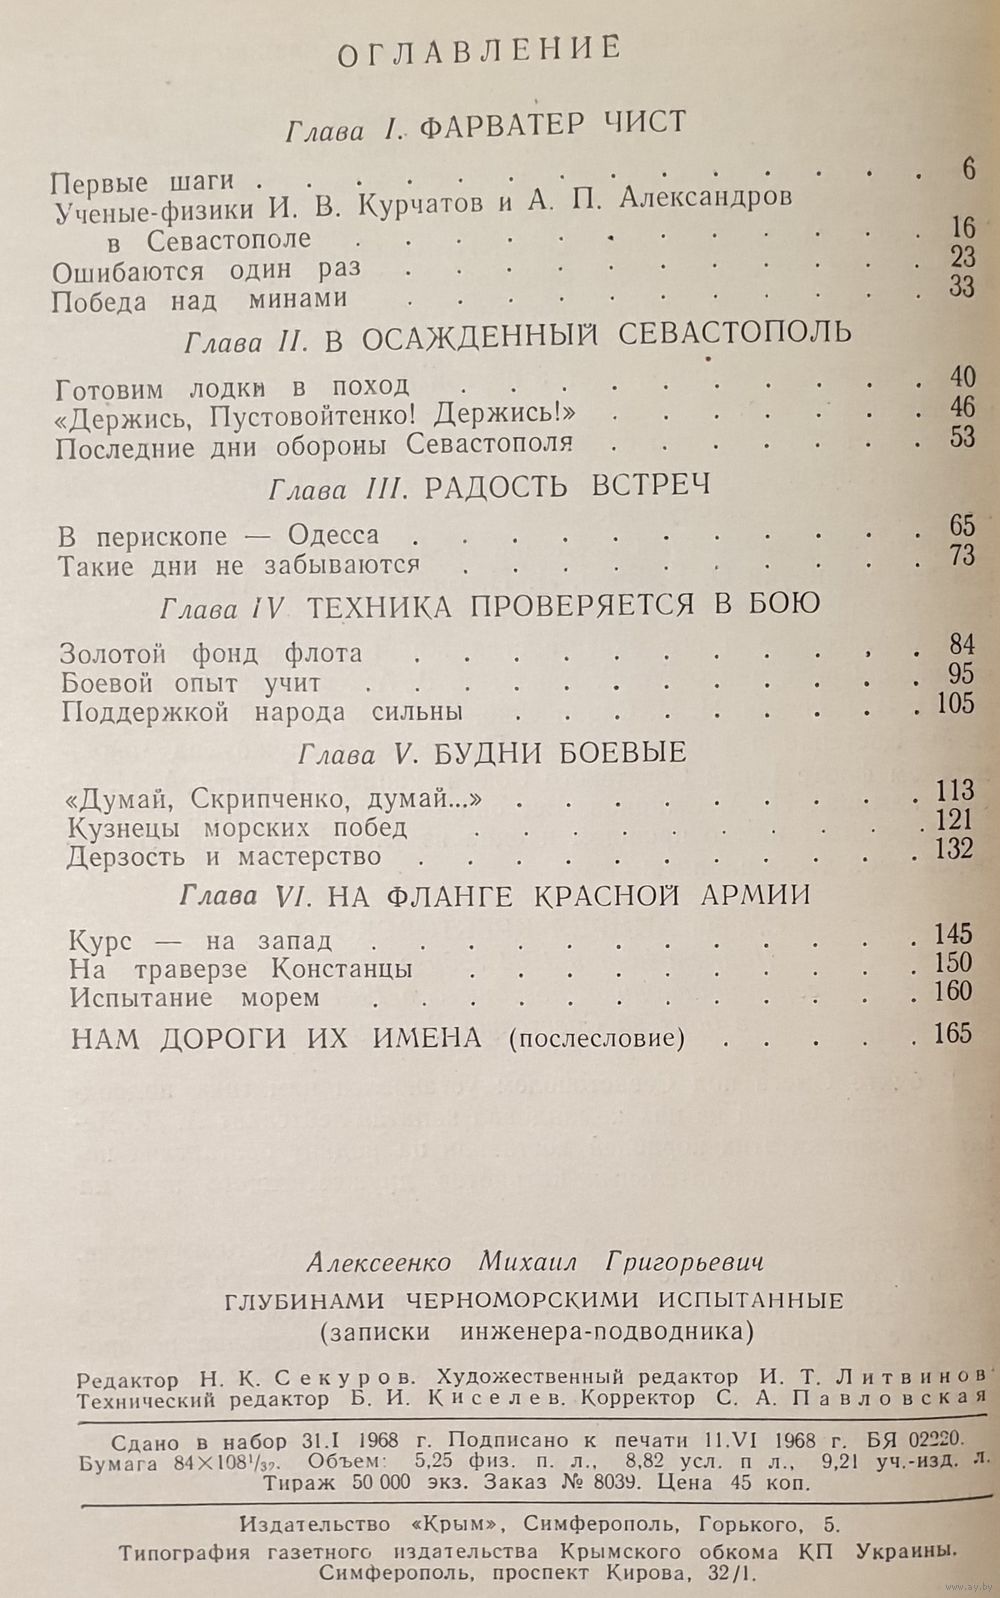 ОГЛАВЛЕНИЕ
Глава I. ФАРВАТЕР ЧИСТ
Первые шаги . . . . . . . . . . . . . . 6
Ученые-физики И. В. Курчатов и А. П. Александров
в Севастополе . . . . . . . . . . . . 16
Ошибаются один раз . . . . . . . . . . . 23
Победа над минами . . . . . . . . . . . 33
Глава II. В ОСАЖДЕННЫЙ СЕВАСТОПОЛЬ
Готовим лодки в поход . . . . . . . . . . 40
«Держись, Пустовойтенко! Держись!» . . . . . . . 46
Последние дни обороны Севастополя . . . . . . . 53
Глава III. РАДОСТЬ ВСТРЕЧ
В перископе — Одесса . . . . . . . . . . . 65
Такие дни не забываются . . . . . . . . . . 73
Глава IV ТЕХНИКА ПРОВЕРЯЕТСЯ В БОЮ
Золотой фонд флота . . . . . . . . . . . 84
Боевой опыт учит . . . . . . . . . . . . 95
Поддержкой народа сильны . . . . . . . . . 105
Глава V. БУДНИ БОЕВЫЕ
«Думай, Скрипченко, думай...» . . . . . . . . . 113
Кузнецы морских побед . . . . . . . . . . 121
Дерзость и мастерство . . . . . . . . . . . 132
Глава VI. НА ФЛАНГЕ КРАСНОЙ АРМИИ
Курс — на запад . . . . . . . . . . . . 145
На траверзе Констанцы . . . . . . . . . . 150
Испытание морем . . . . . . . . . . . . 160
НАМ ДОРОГИ ИХ ИМЕНА (послесловие) . . . . . 165
Алексеенко Михаил Григорьевич
ГЛУБИНАМИ ЧЕРНОМОРСКИМИ ИСПЫТАННЫЕ
(записки инженера-подводника)
Редактор Н. К. Секуров. Художественный редактор И. Т. Литвинов
Технический редактор Б. И. Киселев. Корректор С. А. Павловская
Сдано в набор 31.I 1968 г. Подписано к печати 11.VI 1968 г. БЯ 02220.
Бумага 84×108¹/₃₂. Объем: 5,25 физ. п. л., 8,82 усл. п л., 9,21 уч.-изд. л.
Тираж 50 000 экз. Заказ № 8039. Цена 45 коп.
Издательство «Крым», Симферополь, Горького, 5.
Типография газетного издательства Крымского обкома КП Украины.
Симферополь, проспект Кирова, 32/1.
www.ay.by